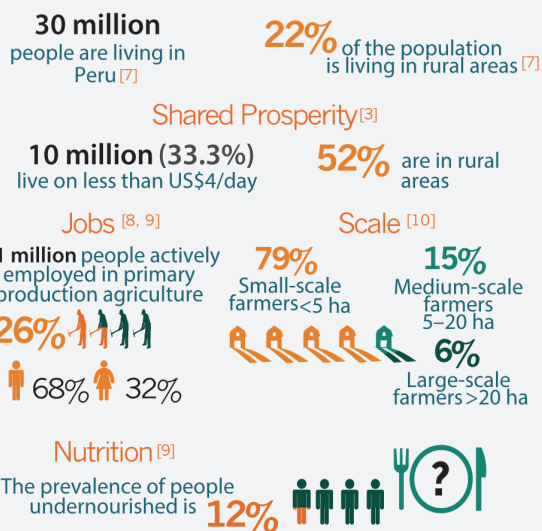 30 million
people are living in
Peru [7]
22% of the population
is living in rural areas [7]
Shared Prosperity [3]
10 million (33.3%)
live on less than US$4/day
52% are in rural
areas
Jobs [8, 9]
million people actively
employed in primary
production agriculture
26%
68% 32%
Scale [10]
79%
Small-scale
farmers<5 ha
15%
Medium-scale
farmers
5–20 ha
6%
Large-scale
farmers >20 ha
Nutrition [9]
The prevalence of people
undernourished is 12%
?